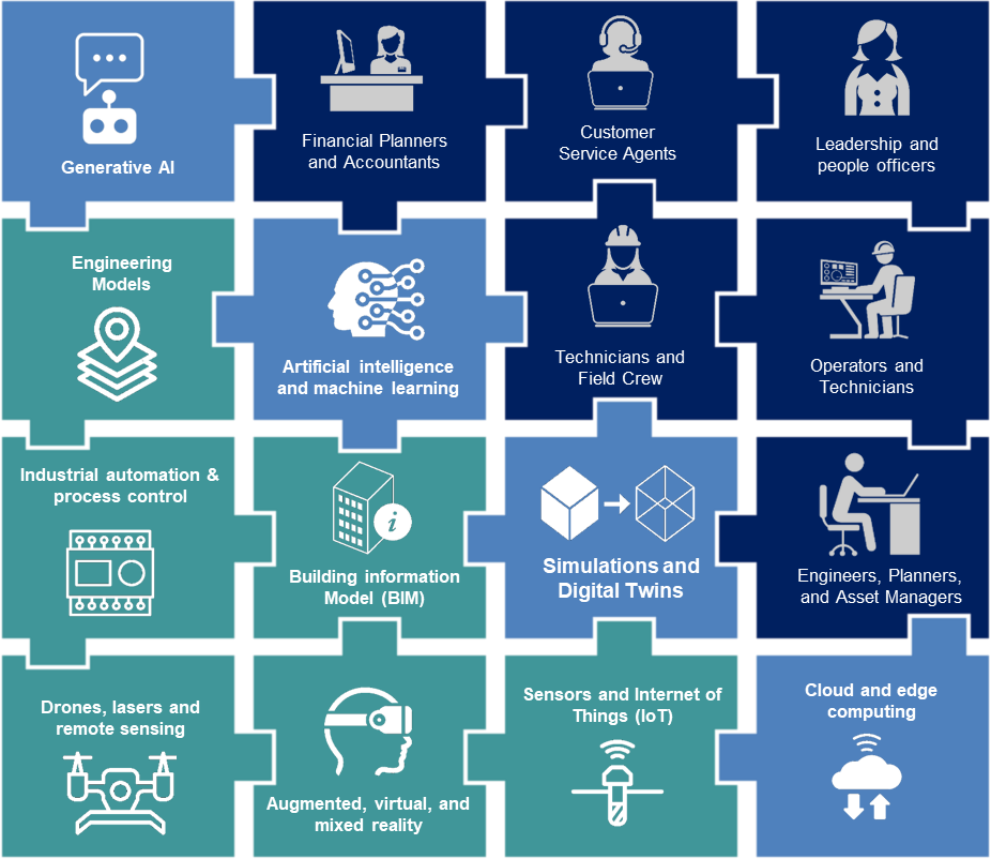 Generative AI
Financial Planners
and Accountants
Customer
Service Agents
Leadership and
people officers
Engineering
Models
Artificial intelligence
and machine learning
Technicians and
Field Crew
Operators and
Technicians
Industrial automation &
process control
i
Building information
Model (BIM)
Simulations and
Digital Twins
Engineers, Planners,
and Asset Managers
Drones, lasers and
remote sensing
Augmented, virtual, and
mixed reality
Sensors and Internet of
Things (IoT)
Cloud and edge
computing